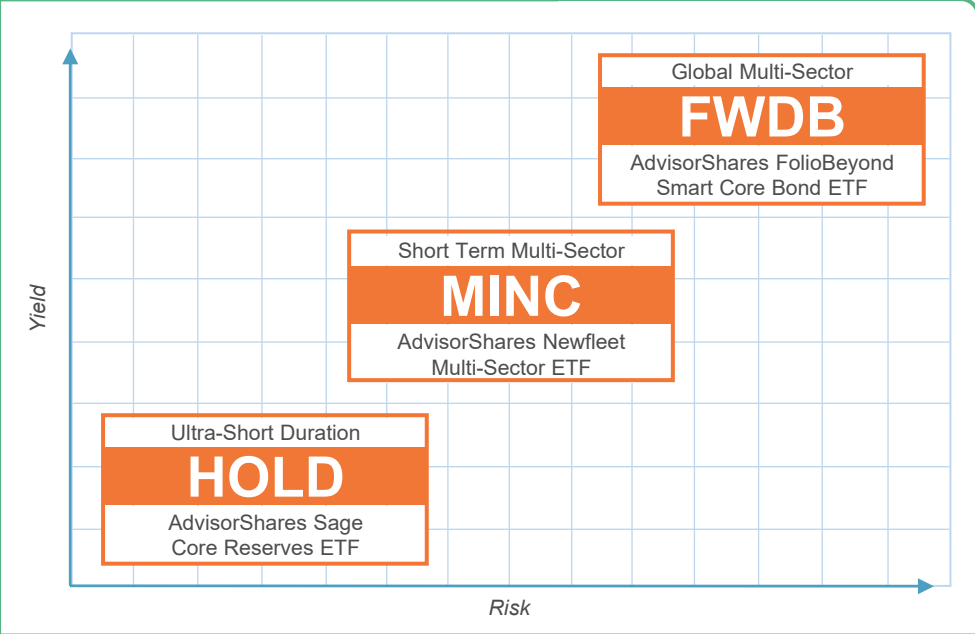 Global Multi-Sector
FWDB
AdvisorShares FolioBeyond
Smart Core Bond ETF
Short Term Multi-Sector
MINC
AdvisorShares Newfleet
Multi-Sector ETF
Yield
Ultra-Short Duration
HOLD
AdvisorShares Sage
Core Reserves ETF
Risk